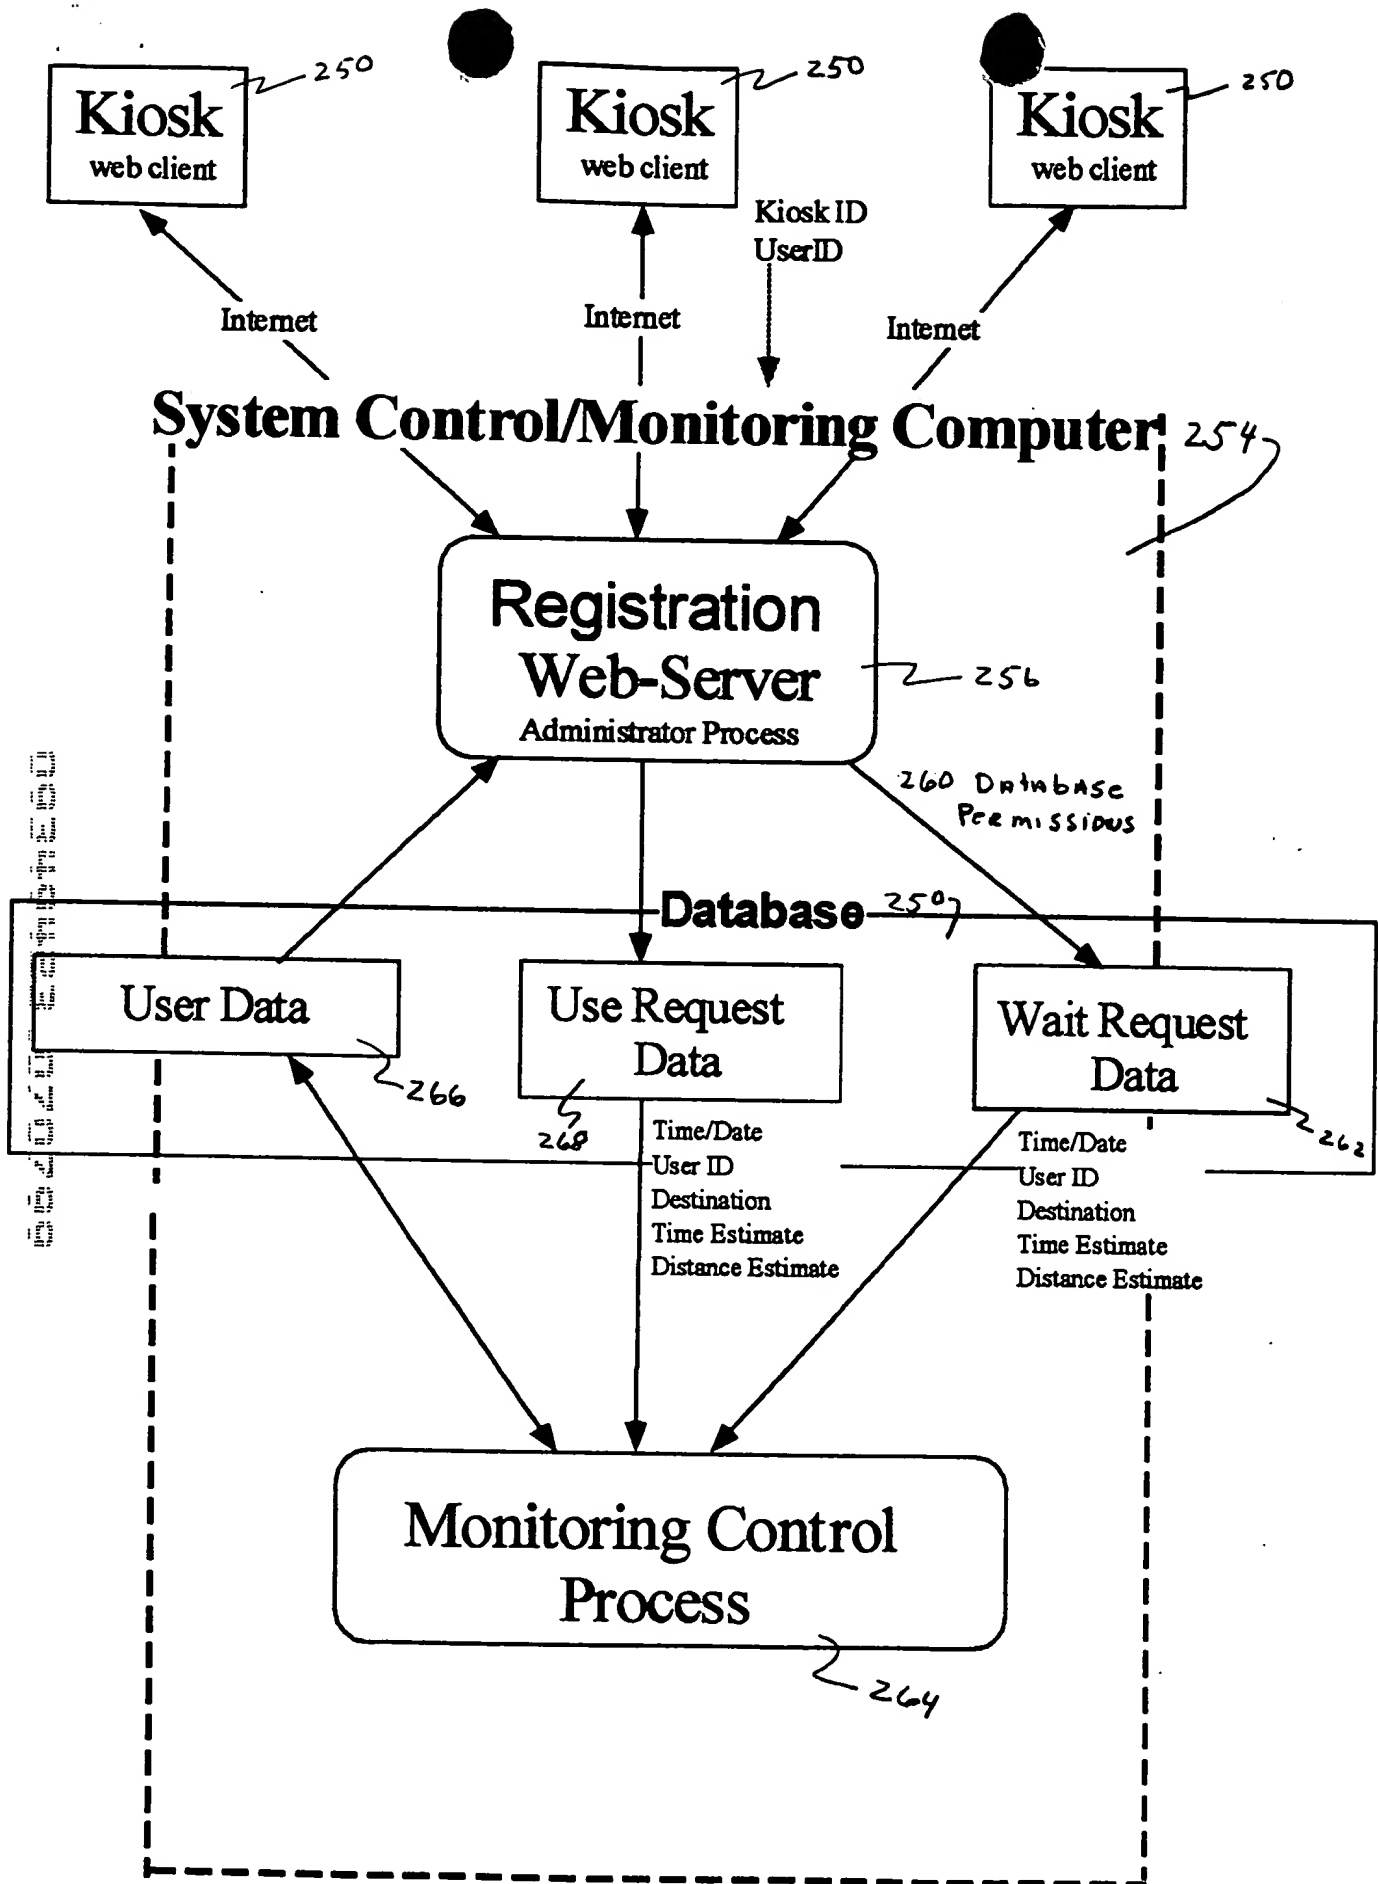 Kiosk
web client
250
Kiosk
web client
250
Kiosk
web client
250
Kiosk ID
UserID
Internet
Internet
Internet
System Control/Monitoring Computer
254
Registration
Web-Server
Administrator Process
256
260 Database
Permissions
Database
250
User Data
266
Use Request
Data
268
Wait Request
Data
262
Time/Date
User ID
Destination
Time Estimate
Distance Estimate
Time/Date
User ID
Destination
Time Estimate
Distance Estimate
Monitoring Control
Process
264